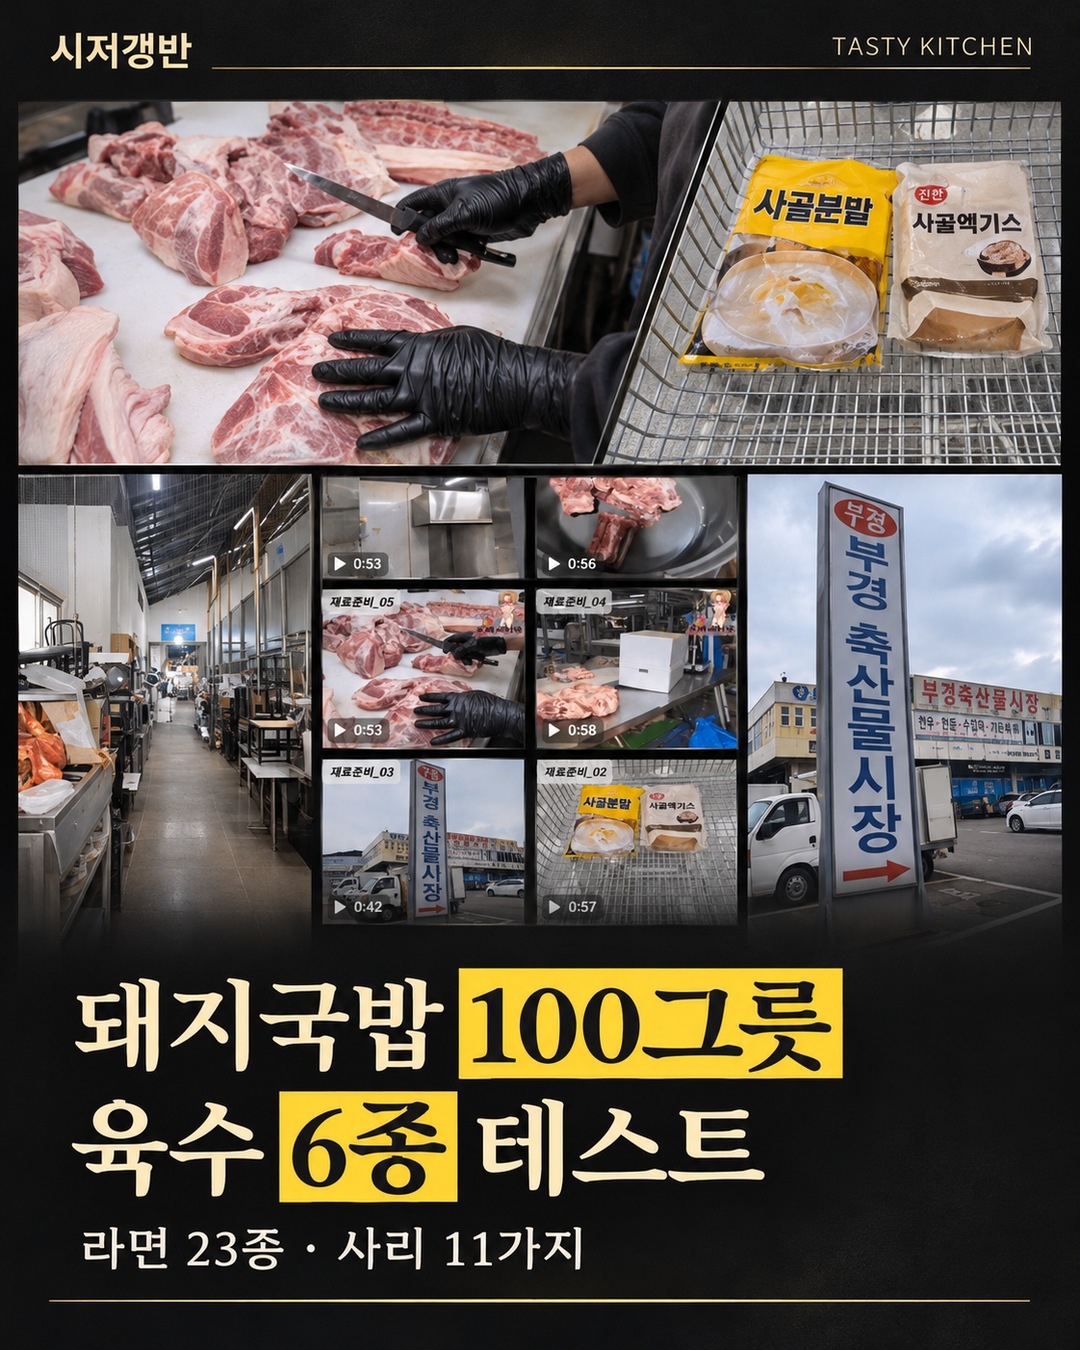 시저갱반
TASTY KITCHEN
사골분말
진한
사골엑기스
0:53
0:56
재료준비_05
재료준비_04
0:53
0:58
재료준비_03
재료준비_02
부경
축산물시장
사골분말
사골엑기스
0:42
0:57
부경
부경
축산물시장
부경축산물시장
돼지국밥 100그릇
육수 6종 테스트
라면 23종 · 사리 11가지